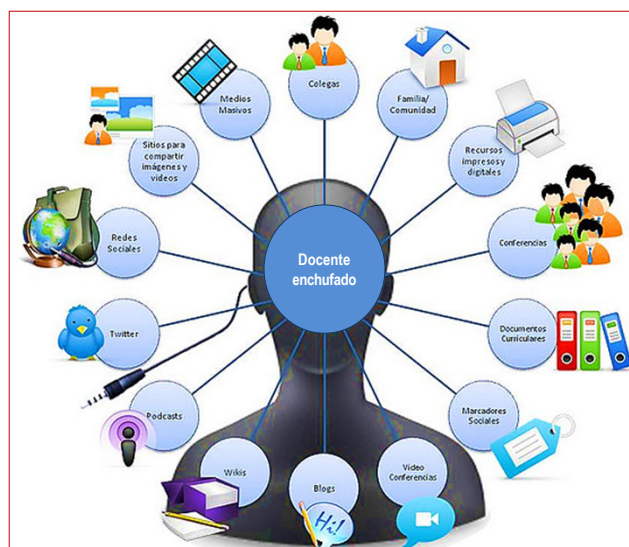 Colegas
Familia/
Comunidad
Recursos
impresos y
digitales
Conferencias
Documentos
Curriculares
Marcadores
Sociales
Video
Conferencias
Blogs
Hi!
Wikis
Podcasts
Twitter
Redes
Sociales
Sitios para
compartir
imágenes y
videos
Medios
Masivos
Docente
enchufado